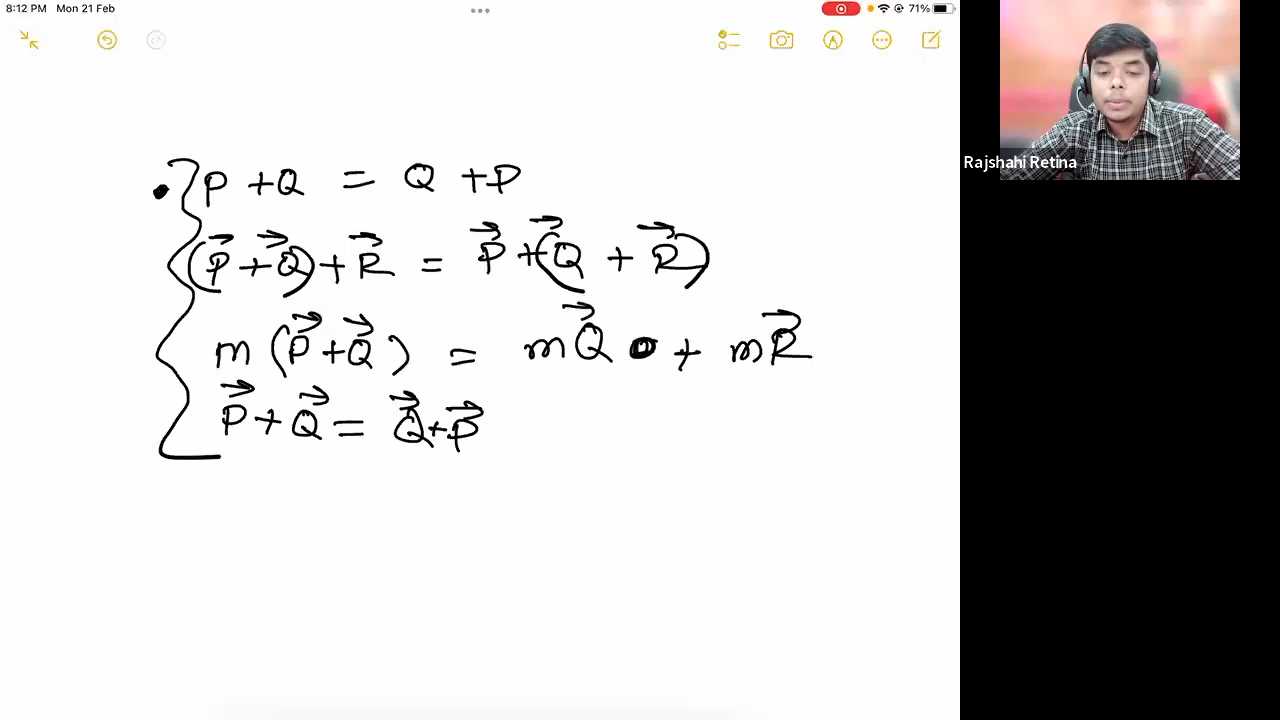 8:12 PM Mon 21 Feb
71%
Rajshahi Retina
P + Q = Q + P
(P⃗ + Q⃗) + R⃗ = P⃗ + (Q⃗ + R⃗)
m (P⃗ + Q⃗) = mQ⃗ + mR⃗
P⃗ + Q⃗ = Q⃗ + P⃗